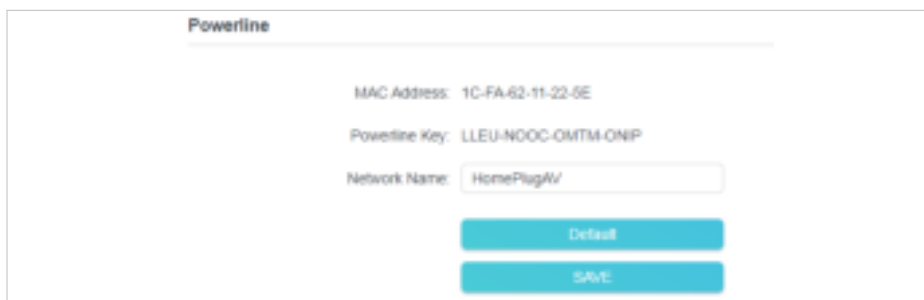 Powerline
MAC Address: 1C-FA-62-11-22-5E
Powerline Key: LLEU-NOOC-OMTM-ONIP
Network Name: HomePlugAV
Default
SAVE